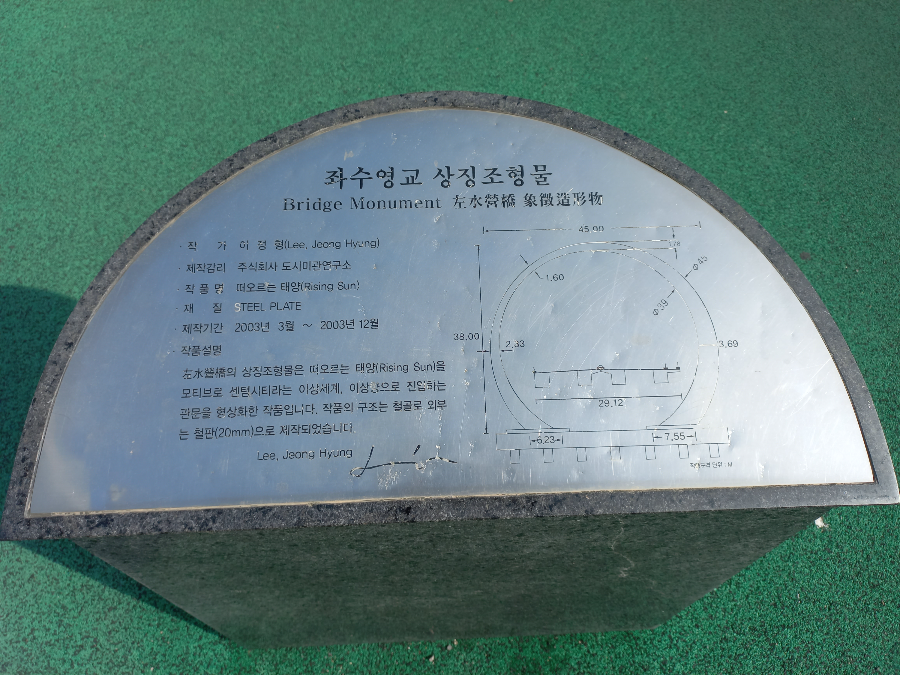 좌수영교 상징조형물
Bridge Monument 左水營橋 象徵造形物
· 작 가 이 정 형(Lee, Jeong Hyung)
· 제작감리 주식회사 도시미관연구소
· 작 품 명 떠오르는 태양(Rising Sun)
· 재 질 STEEL PLATE
· 제작기간 2003년 3월 ~ 2003년 12월
· 작품설명
左水營橋의 상징조형물은 떠오르는 태양(Rising Sun)을
모티브로 센텀시티라는 이상세계, 이상향으로 진입하는
관문을 형상화한 작품입니다. 작품의 구조는 철골로 외부
는 철판(20mm)으로 제작되었습니다.
Lee, Jeong Hyung
45.00
1.60
Φ45
Φ39
38.00
2.33
3.69
29.12
6.23
7.55